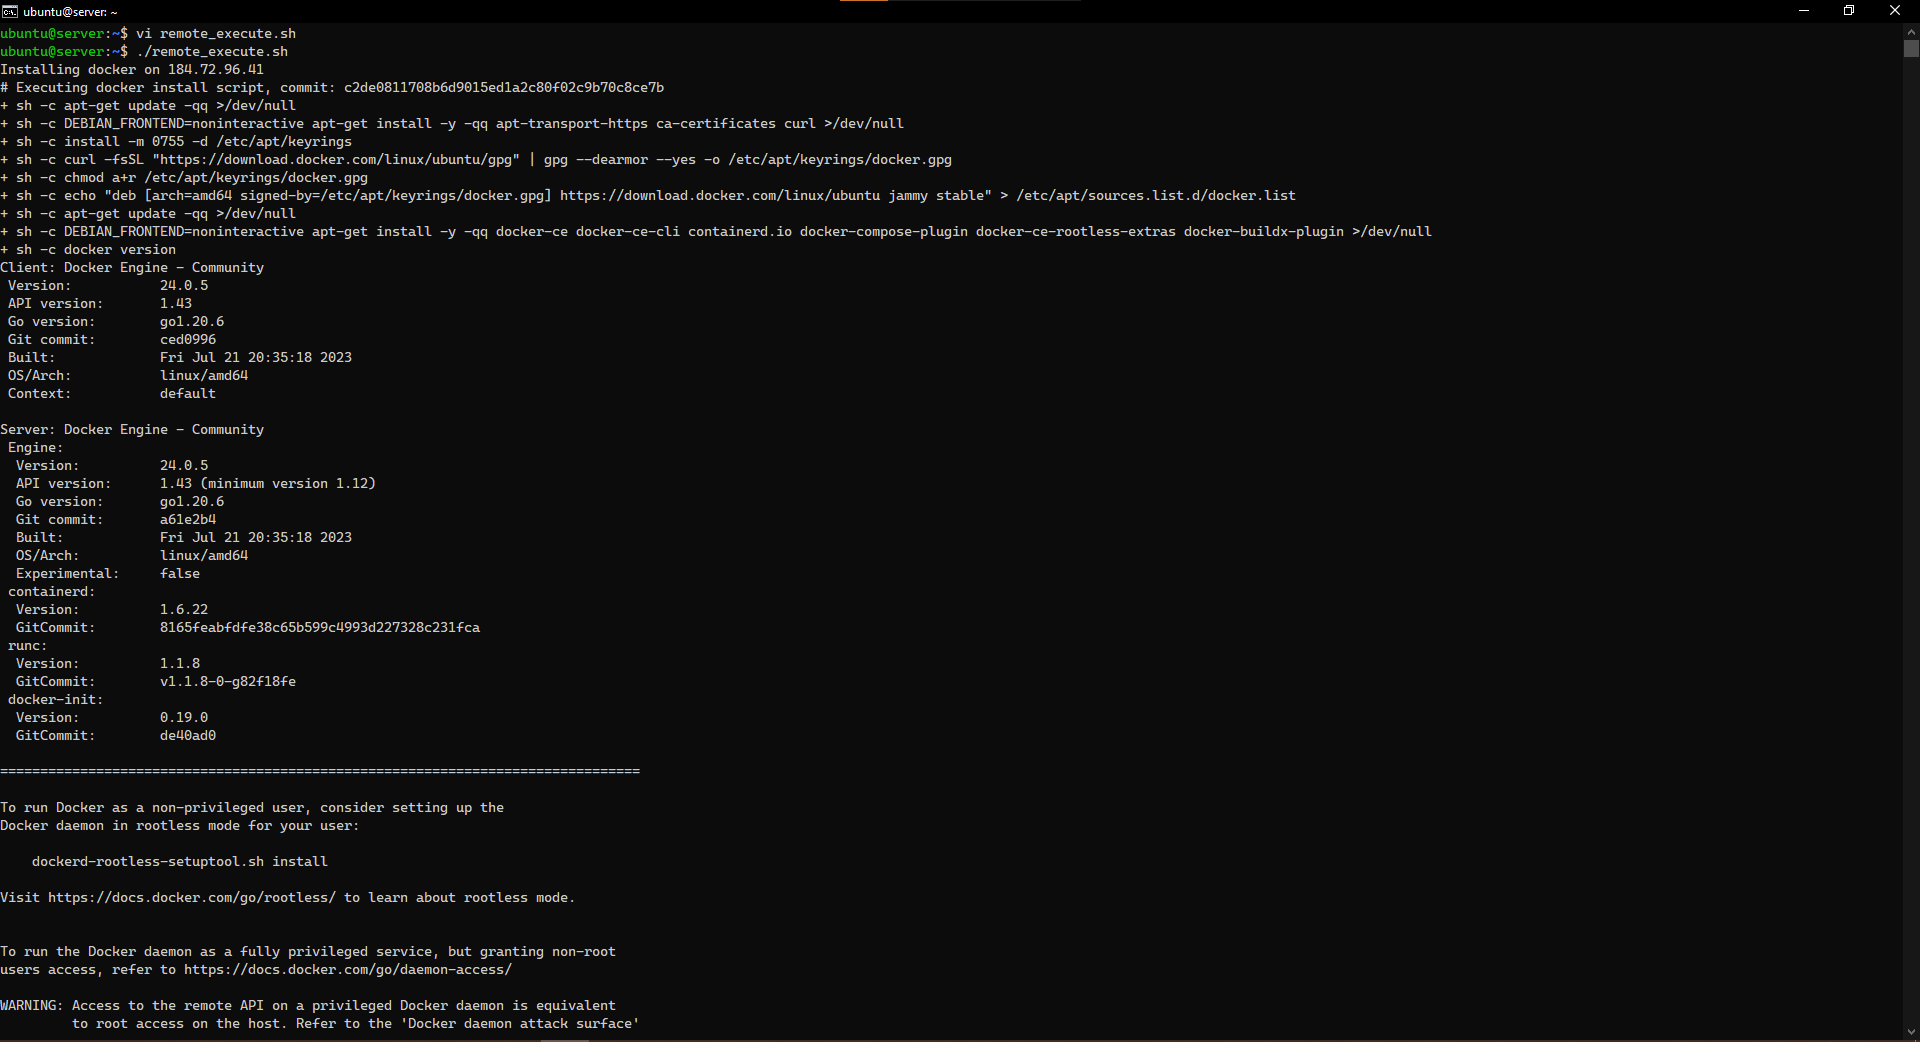 ubuntu@server: ~
ubuntu@server:~$ vi remote_execute.sh
ubuntu@server:~$ ./remote_execute.sh
Installing docker on 184.72.96.41
# Executing docker install script, commit: c2de0811708b6d9015ed1a2c80f02c9b70c8ce7b
+ sh -c apt-get update -qq >/dev/null
+ sh -c DEBIAN_FRONTEND=noninteractive apt-get install -y -qq apt-transport-https ca-certificates curl >/dev/null
+ sh -c install -m 0755 -d /etc/apt/keyrings
+ sh -c curl -fsSL "https://download.docker.com/linux/ubuntu/gpg" | gpg --dearmor --yes -o /etc/apt/keyrings/docker.gpg
+ sh -c chmod a+r /etc/apt/keyrings/docker.gpg
+ sh -c echo "deb [arch=amd64 signed-by=/etc/apt/keyrings/docker.gpg] https://download.docker.com/linux/ubuntu jammy stable" > /etc/apt/sources.list.d/docker.list
+ sh -c apt-get update -qq >/dev/null
+ sh -c DEBIAN_FRONTEND=noninteractive apt-get install -y -qq docker-ce docker-ce-cli containerd.io docker-compose-plugin docker-ce-rootless-extras docker-buildx-plugin >/dev/null
+ sh -c docker version
Client: Docker Engine - Community
 Version:           24.0.5
 API version:       1.43
 Go version:        go1.20.6
 Git commit:        ced0996
 Built:             Fri Jul 21 20:35:18 2023
 OS/Arch:           linux/amd64
 Context:           default

Server: Docker Engine - Community
 Engine:
  Version:          24.0.5
  API version:      1.43 (minimum version 1.12)
  Go version:       go1.20.6
  Git commit:       a61e2b4
  Built:            Fri Jul 21 20:35:18 2023
  OS/Arch:          linux/amd64
  Experimental:     false
 containerd:
  Version:          1.6.22
  GitCommit:        8165feabfdfe38c65b599c4993d227328c231fca
 runc:
  Version:          1.1.8
  GitCommit:        v1.1.8-0-g82f18fe
 docker-init:
  Version:          0.19.0
  GitCommit:        de40ad0

================================================================================

To run Docker as a non-privileged user, consider setting up the
Docker daemon in rootless mode for your user:

    dockerd-rootless-setuptool.sh install

Visit https://docs.docker.com/go/rootless/ to learn about rootless mode.


To run the Docker daemon as a fully privileged service, but granting non-root
users access, refer to https://docs.docker.com/go/daemon-access/

WARNING: Access to the remote API on a privileged Docker daemon is equivalent
         to root access on the host. Refer to the 'Docker daemon attack surface'